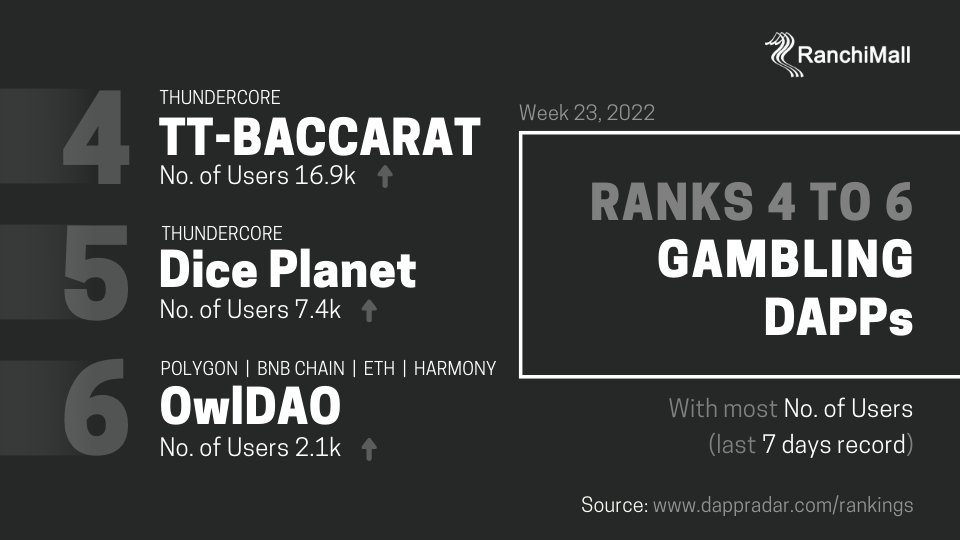 RanchiMall
4
THUNDERCORE
TT-BACCARAT
No. of Users 16.9k
5
THUNDERCORE
Dice Planet
No. of Users 7.4k
6
POLYGON | BNB CHAIN | ETH | HARMONY
OwlDAO
No. of Users 2.1k
Week 23, 2022
RANKS 4 TO 6
GAMBLING
DAPPs
With most No. of Users
(last 7 days record)
Source: www.dappradar.com/rankings